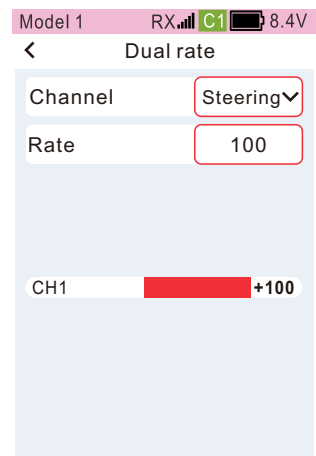 Model 1 RX C1 8.4V
Dual rate
Channel Steering
Rate 100
CH1 +100